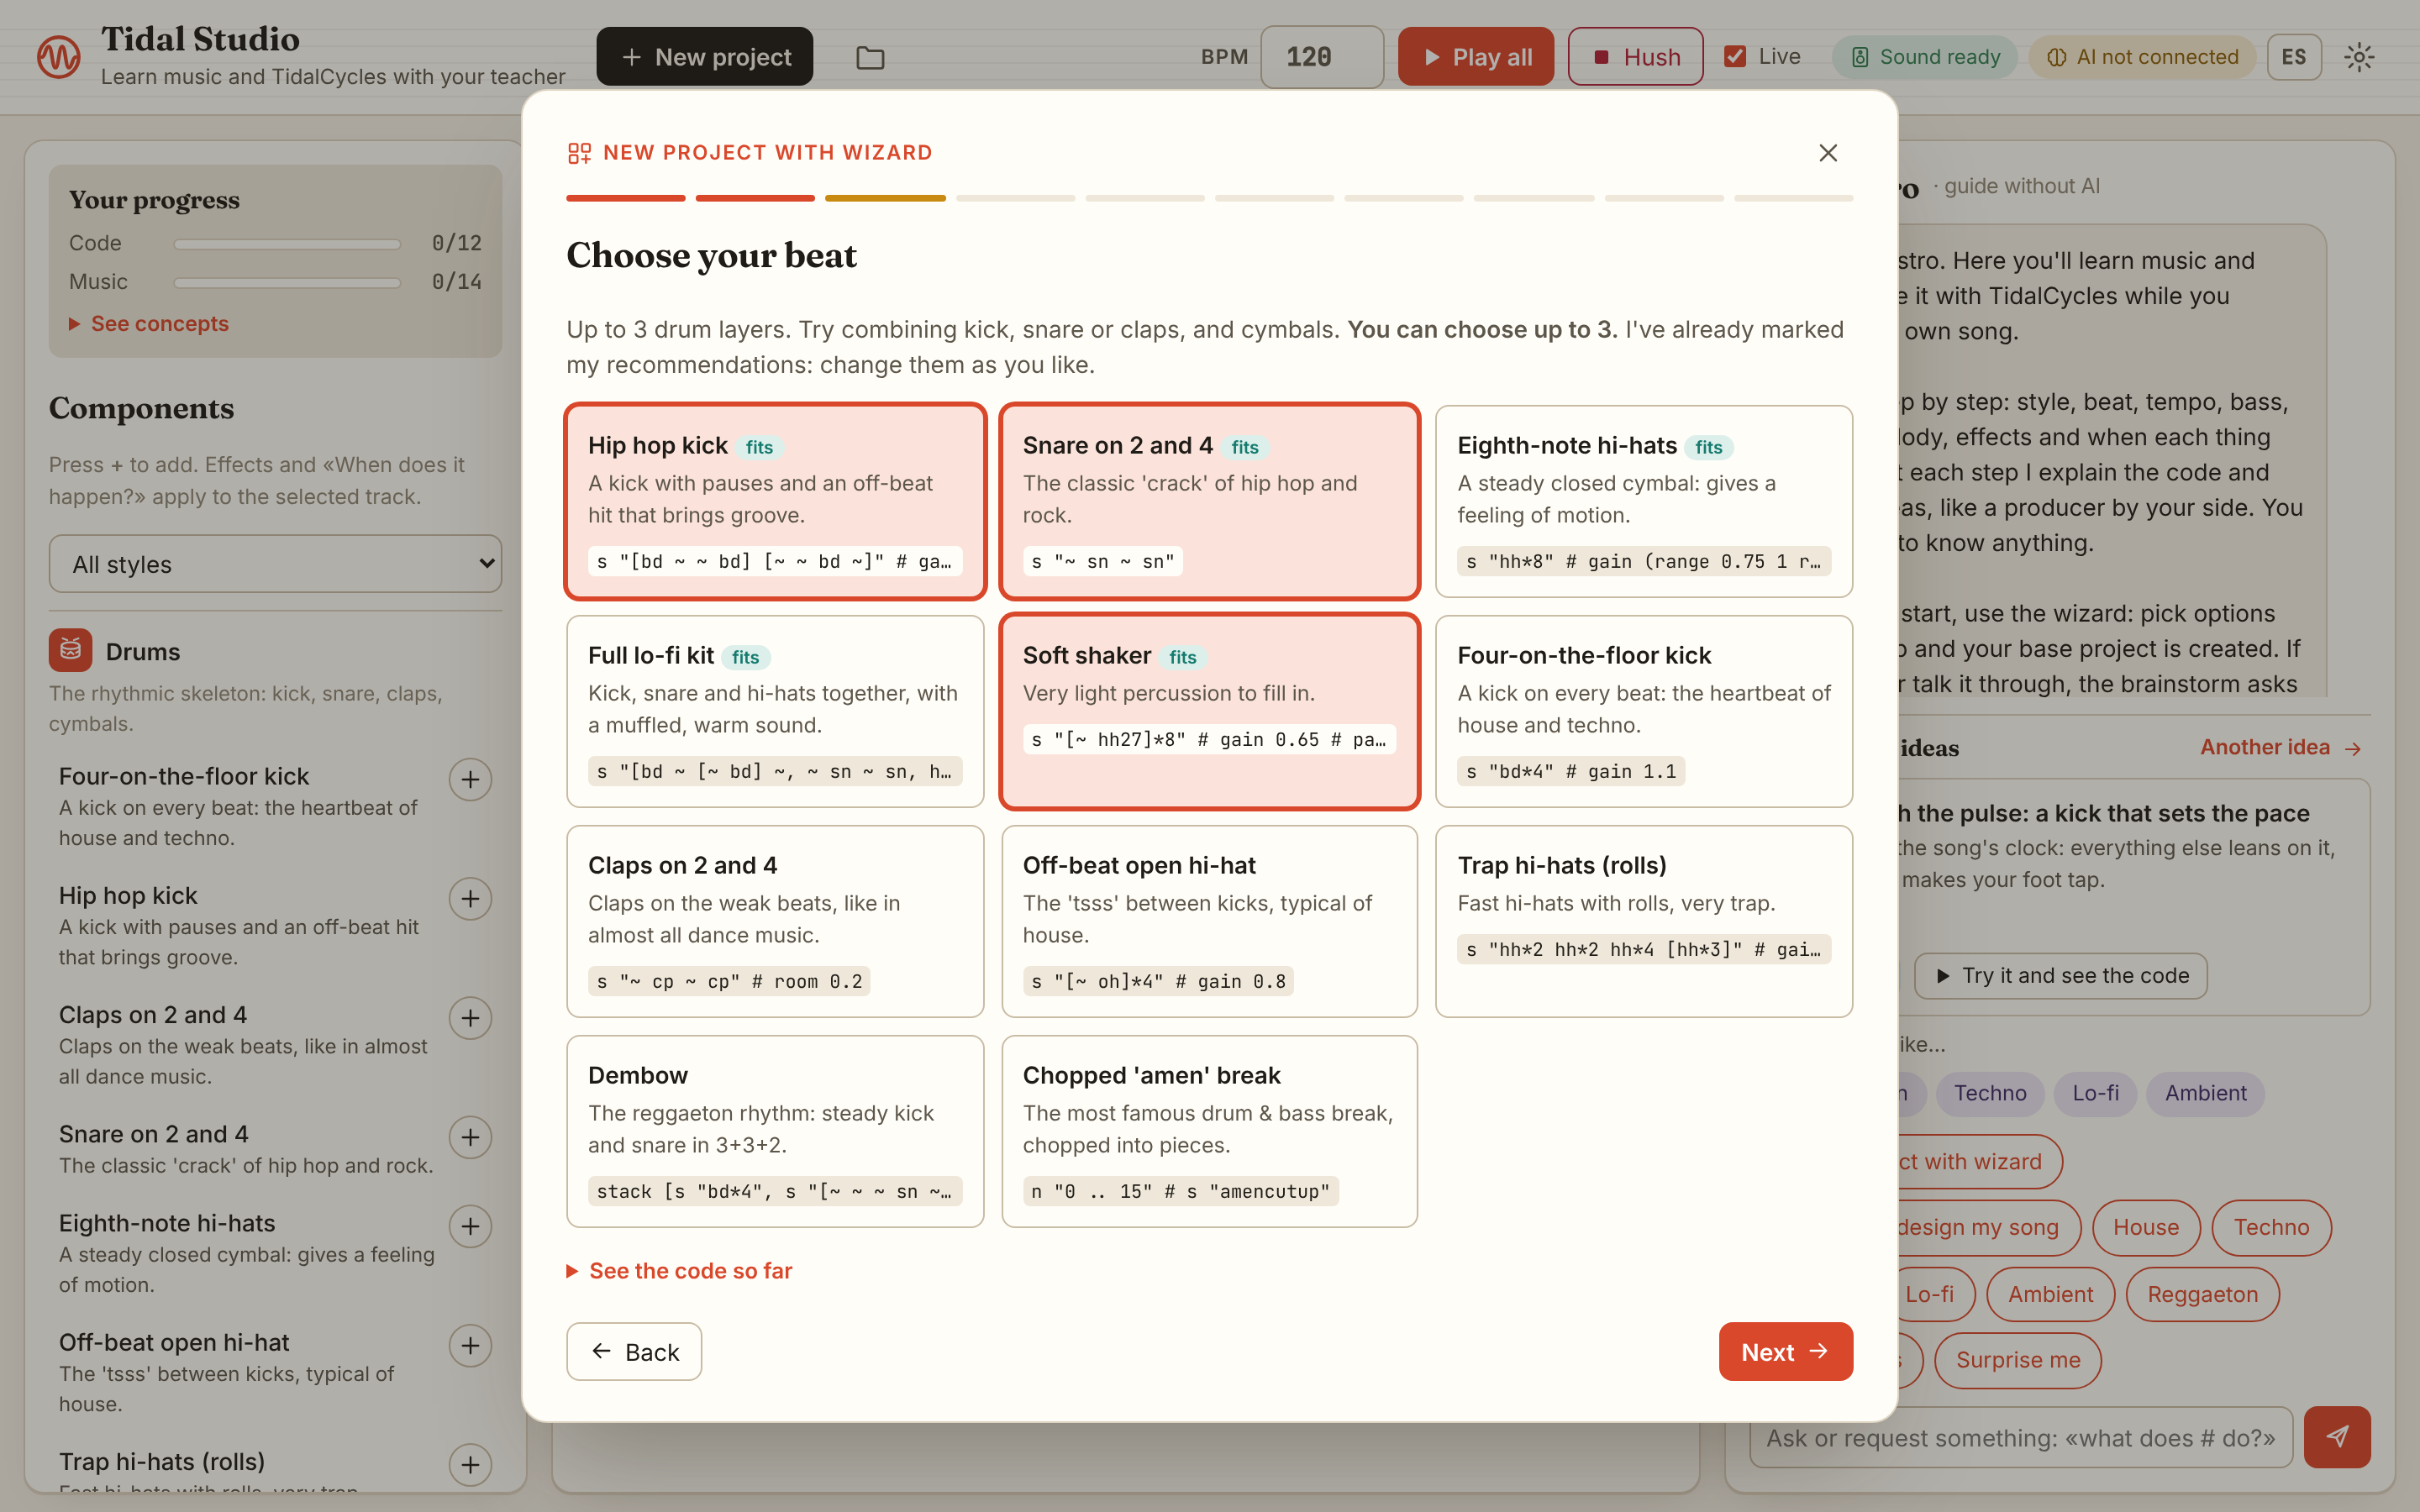 Tidal Studio
Learn music and TidalCycles with your teacher
New project
BPM
120
Play all
Hush
Live
Sound ready
AI not connected
ES
Your progress
Code
0/12
Music
0/14
See concepts
Components
Press + to add. Effects and «When does it
happen?» apply to the selected track.
All styles
Drums
The rhythmic skeleton: kick, snare, claps,
cymbals.
Four-on-the-floor kick
A kick on every beat: the heartbeat of
house and techno.
Hip hop kick
A kick with pauses and an off-beat hit
that brings groove.
Claps on 2 and 4
Claps on the weak beats, like in almost
all dance music.
Snare on 2 and 4
The classic 'crack' of hip hop and rock.
Eighth-note hi-hats
A steady closed cymbal: gives a feeling
of motion.
Off-beat open hi-hat
The 'tsss' between kicks, typical of
house.
Trap hi-hats (rolls)
NEW PROJECT WITH WIZARD
Choose your beat
Up to 3 drum layers. Try combining kick, snare or claps, and cymbals. You can choose up to 3. I've already marked
my recommendations: change them as you like.
Hip hop kick fits
A kick with pauses and an off-beat
hit that brings groove.
s "[bd ~ ~ bd] [~ ~ bd ~]" # ga…
Snare on 2 and 4 fits
The classic 'crack' of hip hop and
rock.
s "~ sn ~ sn"
Eighth-note hi-hats fits
A steady closed cymbal: gives a
feeling of motion.
s "hh*8" # gain (range 0.75 1 r…
Full lo-fi kit fits
Kick, snare and hi-hats together, with
a muffled, warm sound.
s "[bd ~ [~ bd] ~, ~ sn ~ sn, h…
Soft shaker fits
Very light percussion to fill in.
s "[~ hh27]*8" # gain 0.65 # pa…
Four-on-the-floor kick
A kick on every beat: the heartbeat of
house and techno.
s "bd*4" # gain 1.1
Claps on 2 and 4
Claps on the weak beats, like in
almost all dance music.
s "~ cp ~ cp" # room 0.2
Off-beat open hi-hat
The 'tsss' between kicks, typical of
house.
s "[~ oh]*4" # gain 0.8
Trap hi-hats (rolls)
Fast hi-hats with rolls, very trap.
s "hh*2 hh*2 hh*4 [hh*3]" # gai…
Dembow
The reggaeton rhythm: steady kick
and snare in 3+3+2.
stack [s "bd*4", s "[~ ~ ~ sn ~…
Chopped 'amen' break
The most famous drum & bass break,
chopped into pieces.
n "0 .. 15" # s "amencutup"
See the code so far
Back
Next
· guide without AI
Here you'll learn music and
it with TidalCycles while you
own song.
by step: style, beat, tempo, bass,
effects and when each thing
each step I explain the code and
like a producer by your side. You
to know anything.
start, use the wizard: pick options
and your base project is created. If
talk it through, the brainstorm asks
ideas
Another idea
the pulse: a kick that sets the pace
the song's clock: everything else leans on it,
makes your foot tap.
Try it and see the code
Techno
Lo-fi
Ambient
with wizard
design my song
House
Techno
Lo-fi
Ambient
Reggaeton
Surprise me
Ask or request something: «what does # do?»